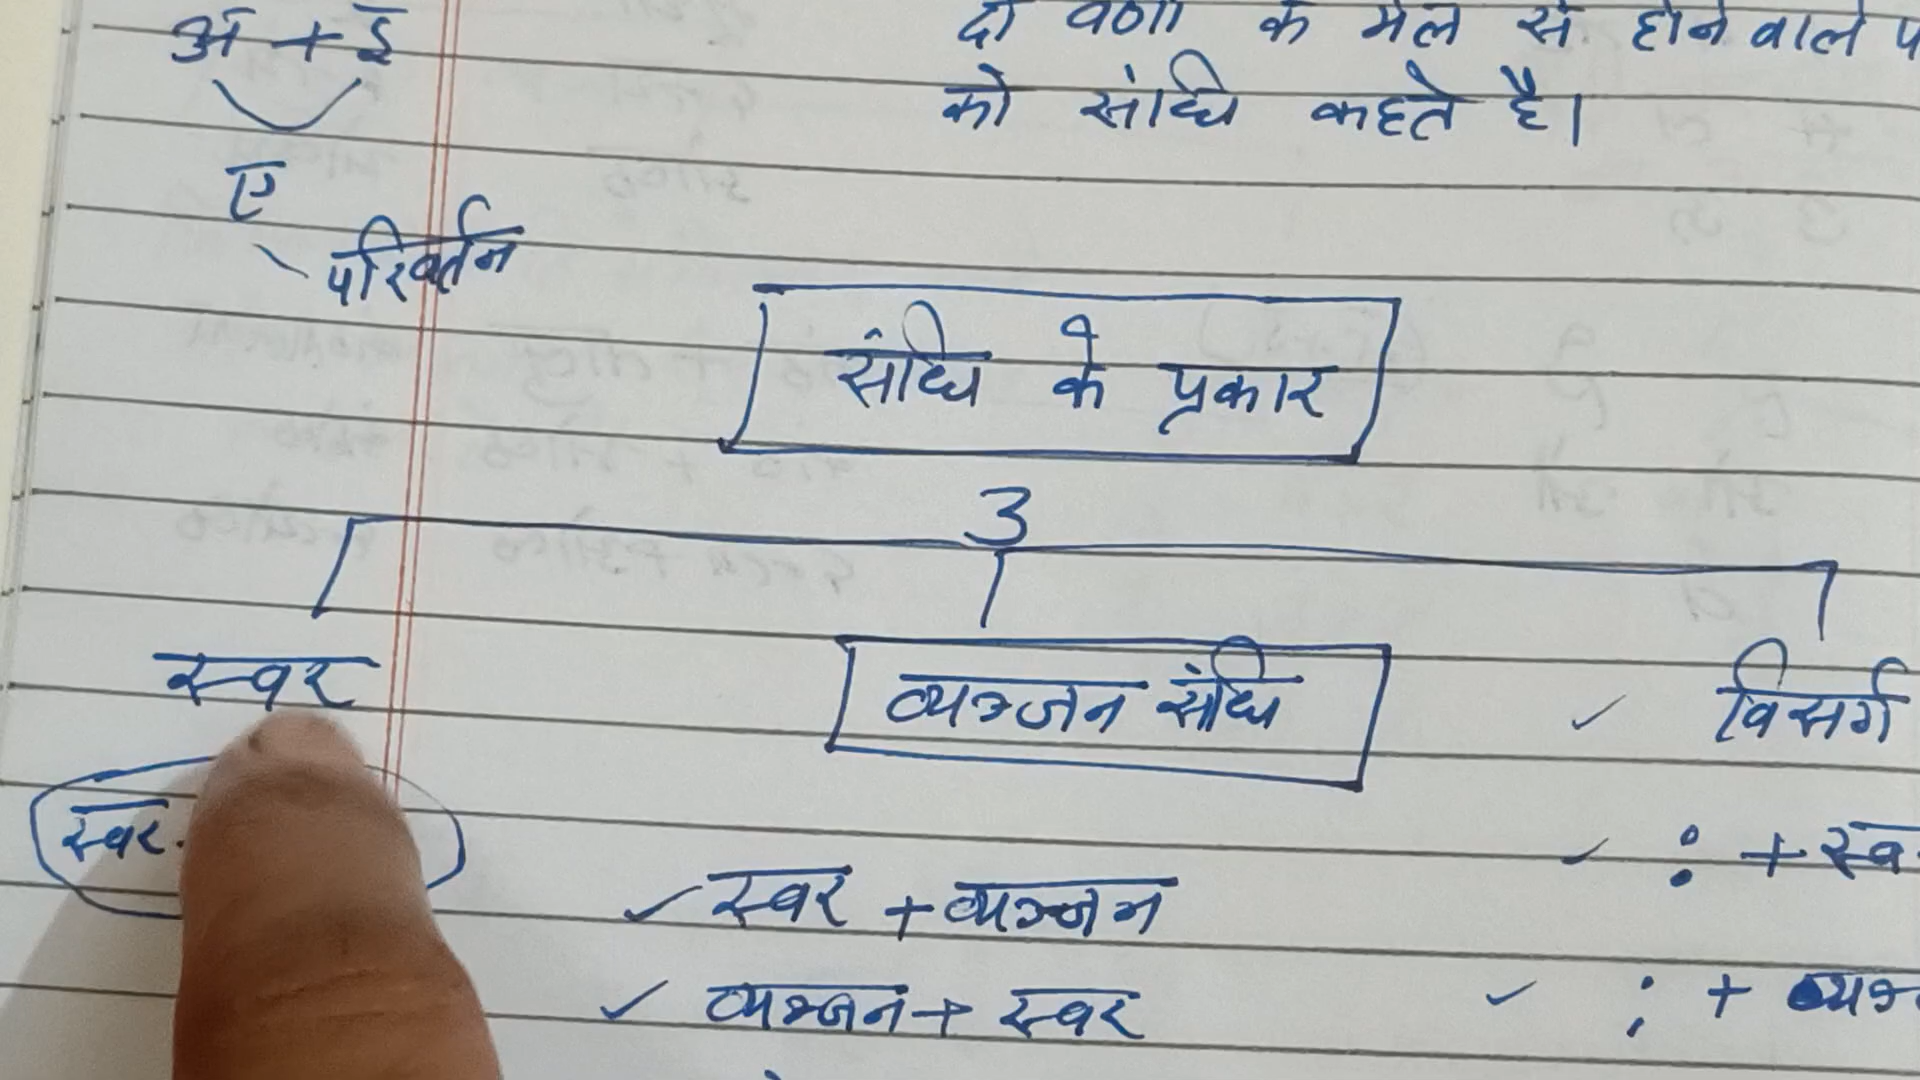 अ + इ
दो वर्णो के मेल से होने वाले
को संधि कहते है।
ए
परिवर्तन
संधि के प्रकार
3
स्वर
व्यञ्जन संधि
✓ विसर्ग
स्वर
✓ : + स्व
✓ स्वर + व्यञ्जन
✓ व्यञ्जन + स्वर
✓ : + व्यञ